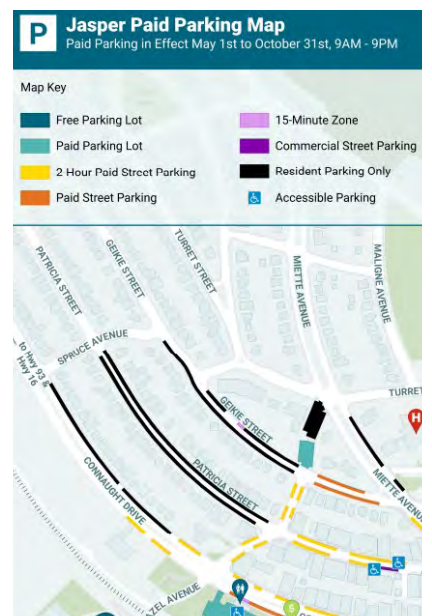 P
Jasper Paid Parking Map
Paid Parking in Effect May 1st to October 31st, 9AM - 9PM
Map Key
Free Parking Lot
15-Minute Zone
Paid Parking Lot
Commercial Street Parking
2 Hour Paid Street Parking
Resident Parking Only
Paid Street Parking
Accessible Parking
PATRICIA STREET
GEIKIE STREET
TURRET STREET
MIETTE AVENUE
MALIGNE AVENUE
SPRUCE AVENUE
to Hwy 93 &
Hwy 16
TURRET
H
GEIKIE STREET
PATRICIA STREET
CONNAUGHT DRIVE
MIETTE AVENUE
AZEL AVENUE